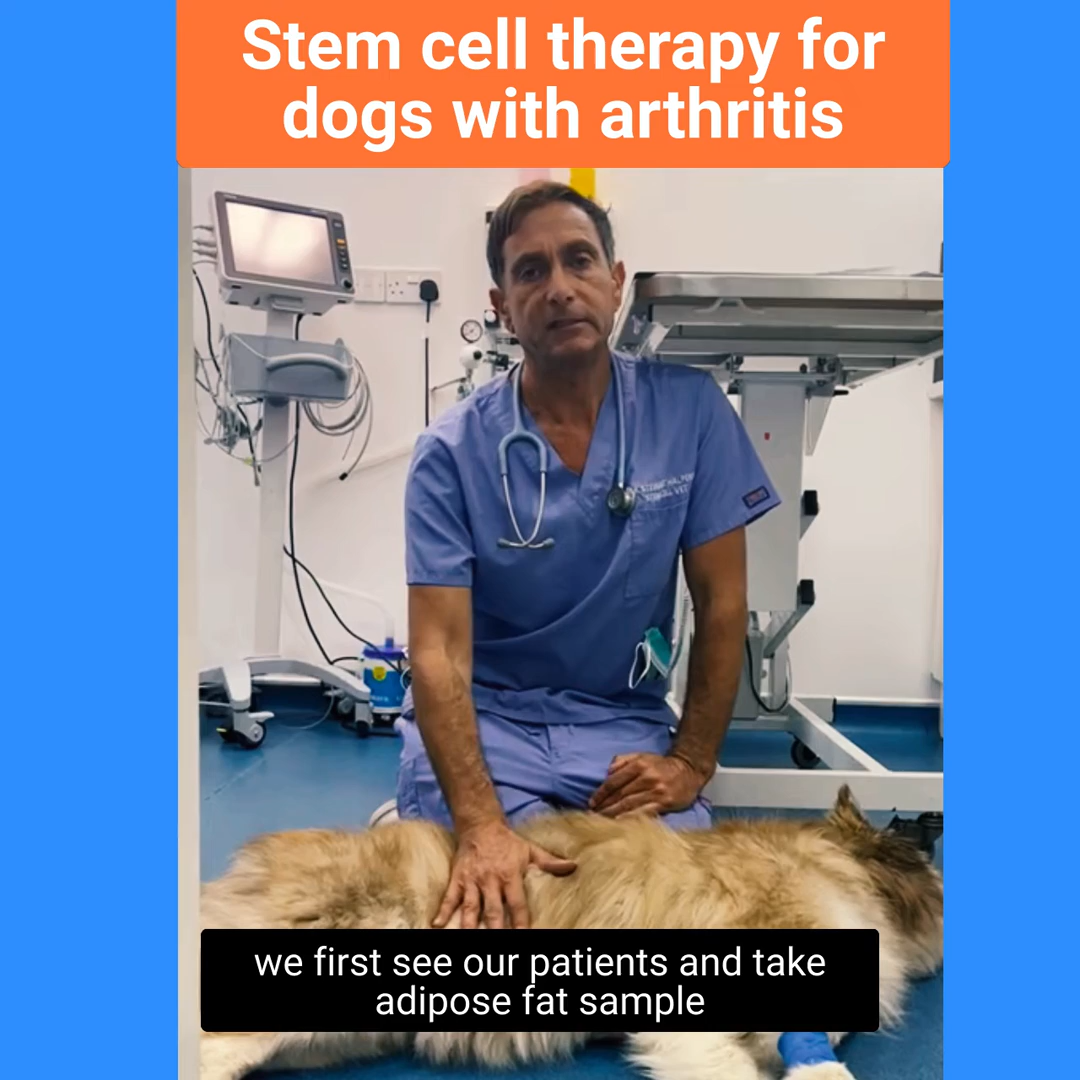 Stem cell therapy for
dogs with arthritis
we first see our patients and take
adipose fat sample